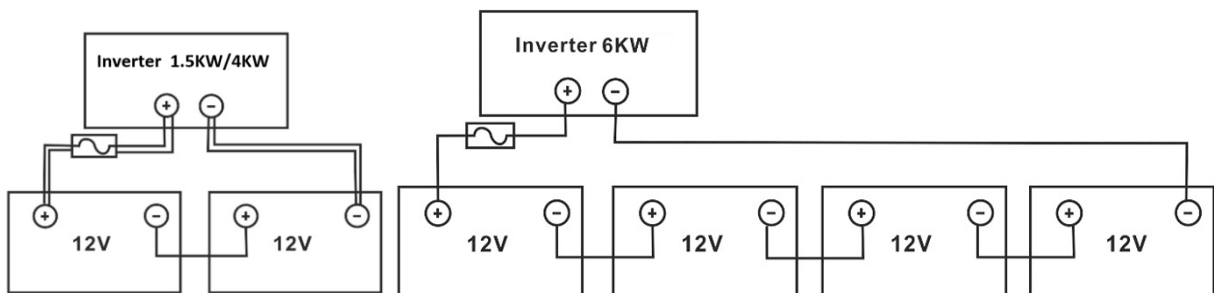 Inverter 1.5KW/4KW
+ −
+ − + −
12V 12V
Inverter 6KW
+ −
+ − + − + − + −
12V 12V 12V 12V